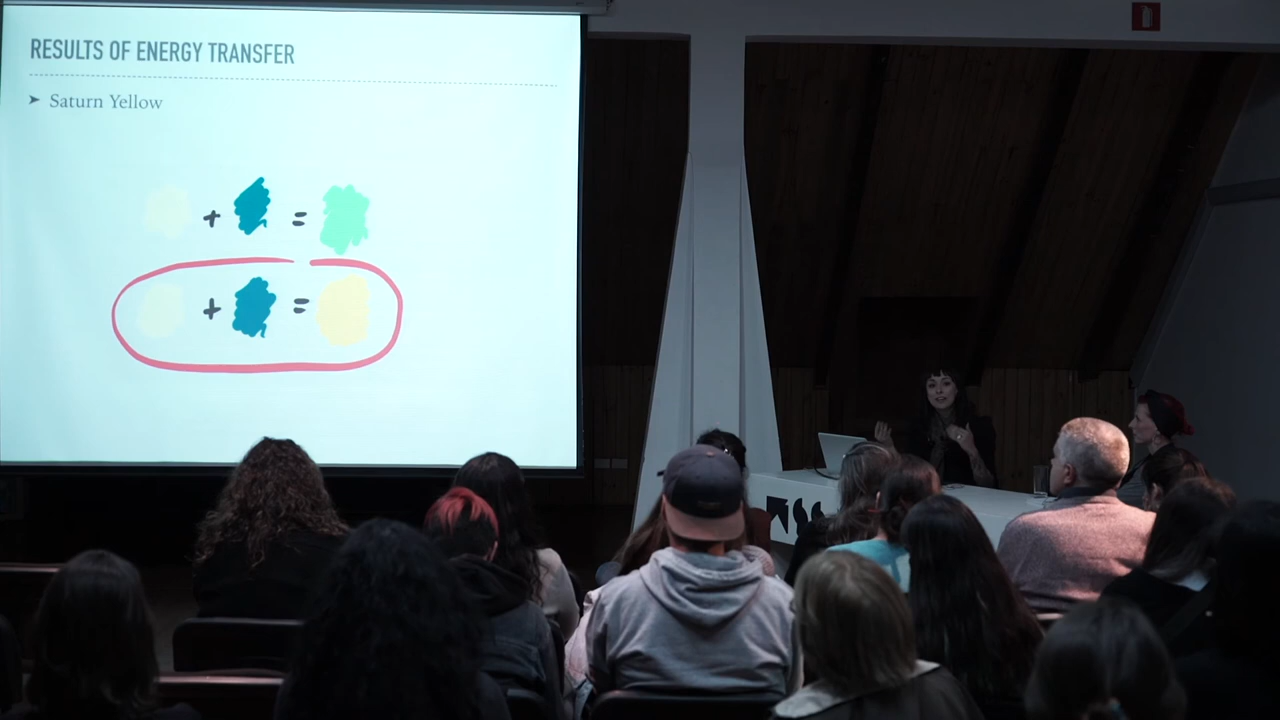 RESULTS OF ENERGY TRANSFER
➤ Saturn Yellow
+ =
+ =